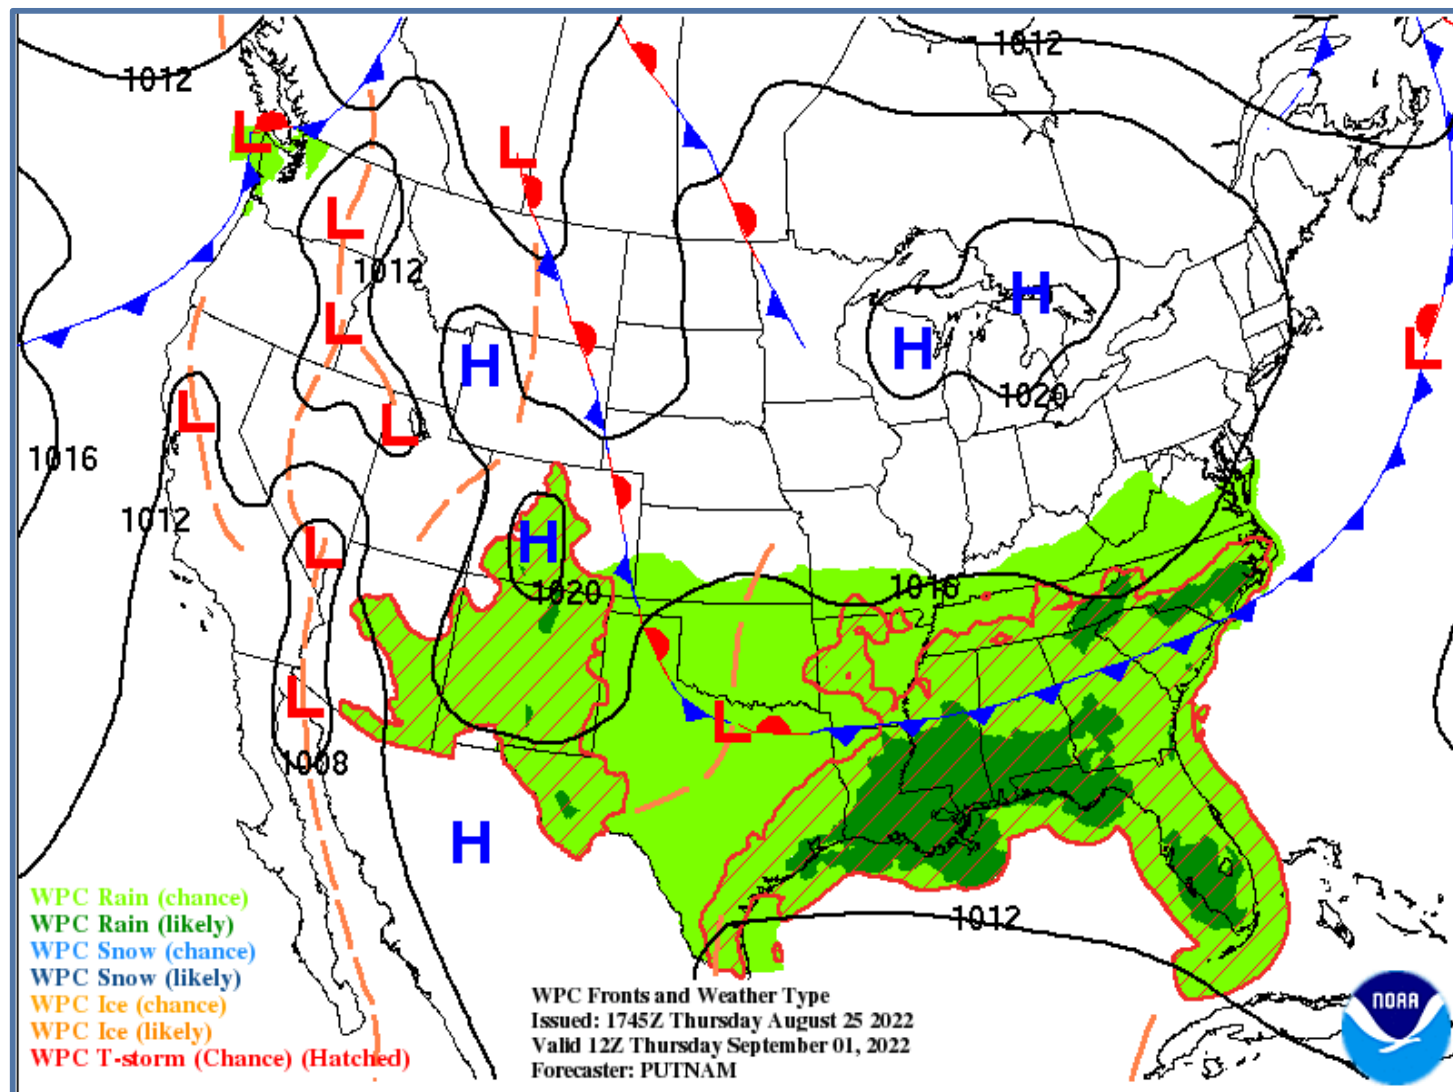 1012
1012
L
L
L
1012
H
L
H
L
H
L
1020
L
L
1016
1012
L
H
1020
1016
L
L
1008
H
1012
WPC Rain (chance)
WPC Rain (likely)
WPC Snow (chance)
WPC Snow (likely)
WPC Ice (chance)
WPC Ice (likely)
WPC T-storm (Chance) (Hatched)
WPC Fronts and Weather Type
Issued: 1745Z Thursday August 25 2022
Valid 12Z Thursday September 01, 2022
Forecaster: PUTNAM
NOAA